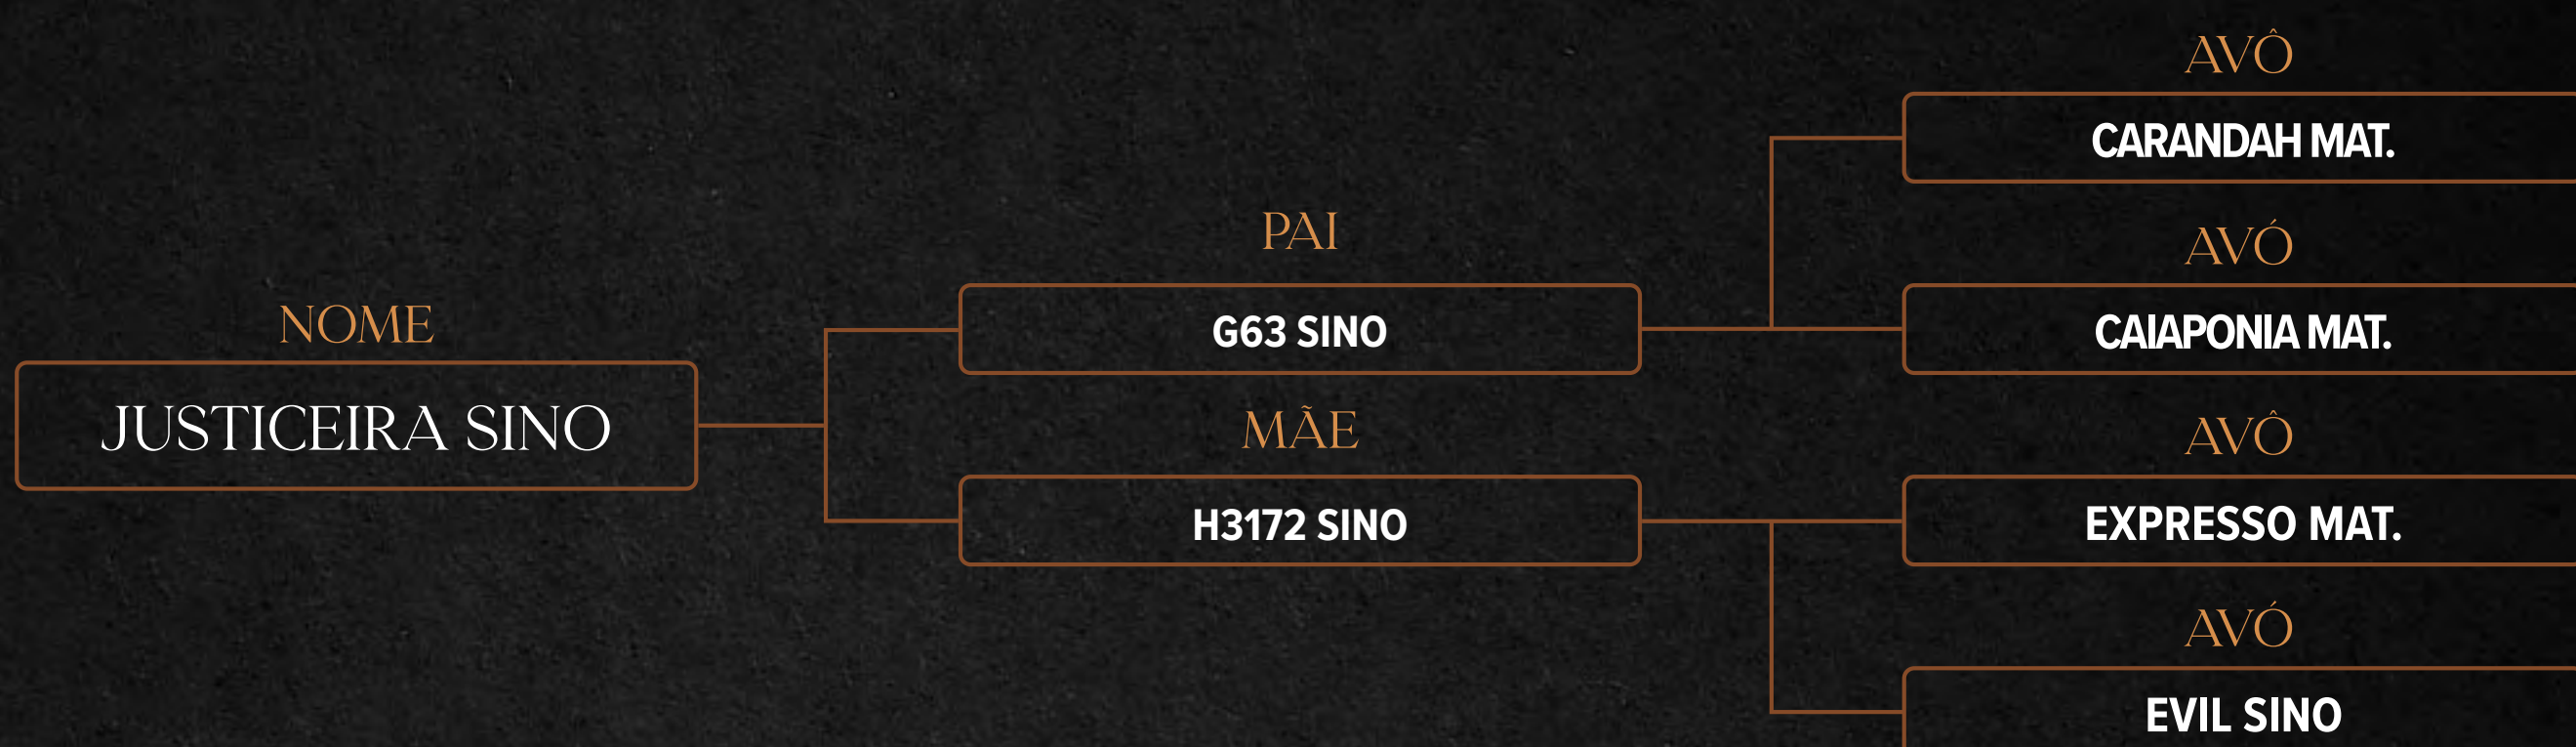 AVÔ
CARANDAH MAT.
AVÓ
CAIAPONIA MAT.
PAI
G63 SINO
NOME
JUSTICEIRA SINO
MÃE
H3172 SINO
AVÔ
EXPRESSO MAT.
AVÓ
EVIL SINO